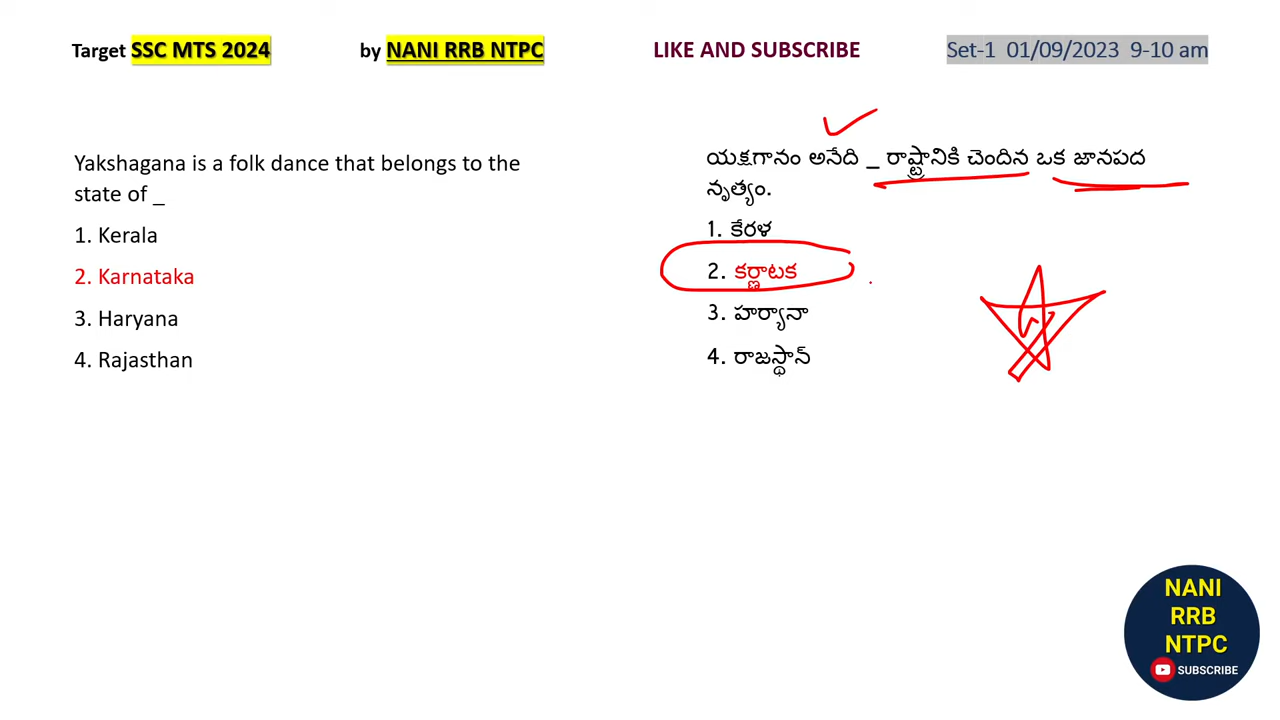 Target SSC MTS 2024 by NANI RRB NTPC LIKE AND SUBSCRIBE Set-1 01/09/2023 9-10 am
Yakshagana is a folk dance that belongs to the
state of _
1. Kerala
2. Karnataka
3. Haryana
4. Rajasthan
యక్షగానం అనేది _ రాష్ట్రానికి చెందిన ఒక జానపద
నృత్యం.
1. కేరళ
2. కర్ణాటక
3. హర్యానా
4. రాజస్థాన్
NANI
RRB
NTPC
SUBSCRIBE